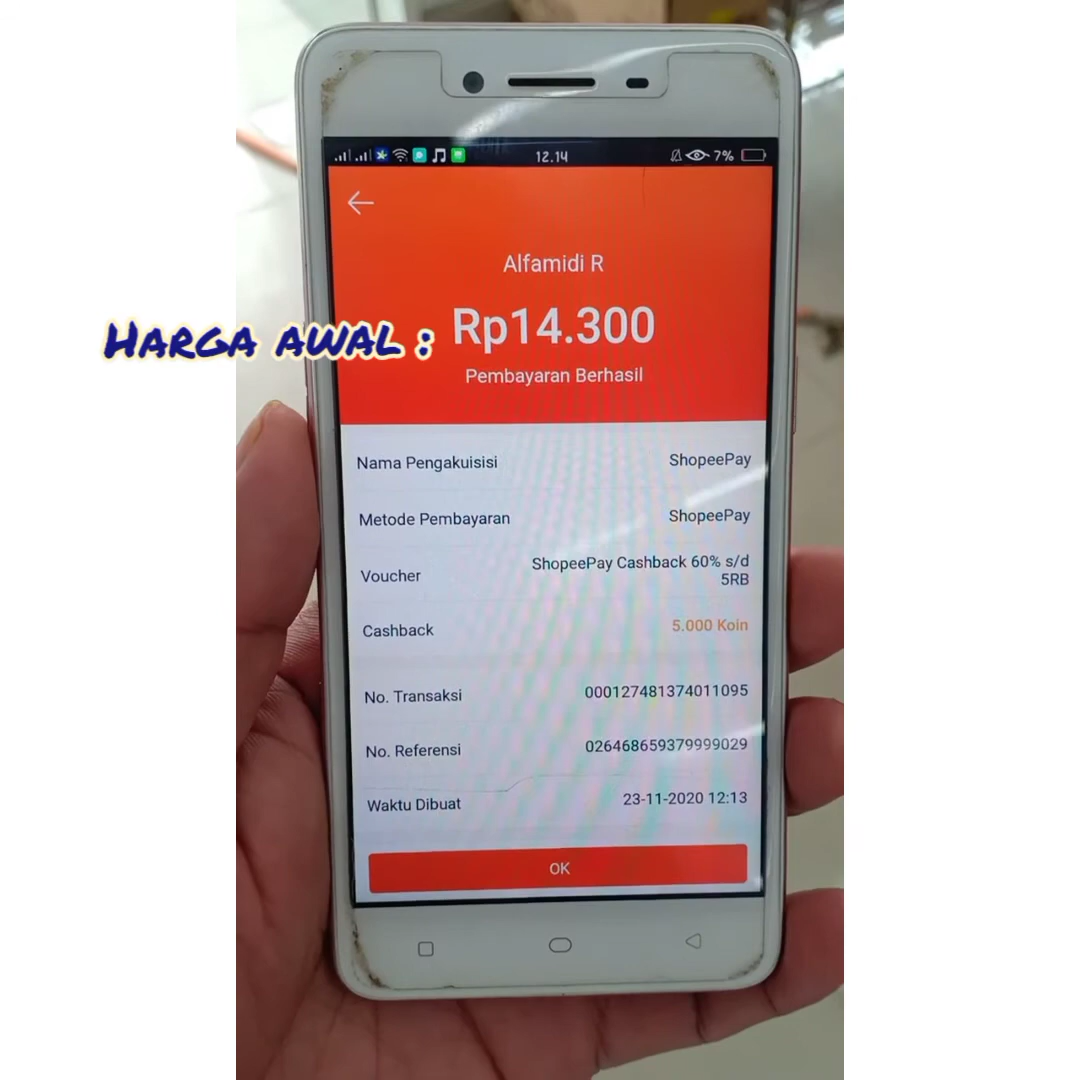 12.14
7%
Alfamidi R
HARGA AWAL :
Rp14.300
Pembayaran Berhasil
Nama Pengakuisisi
ShopeePay
Metode Pembayaran
ShopeePay
Voucher
ShopeePay Cashback 60% s/d
5RB
Cashback
5.000 Koin
No. Transaksi
000127481374011095
No. Referensi
026468659379999029
Waktu Dibuat
23-11-2020 12:13
OK